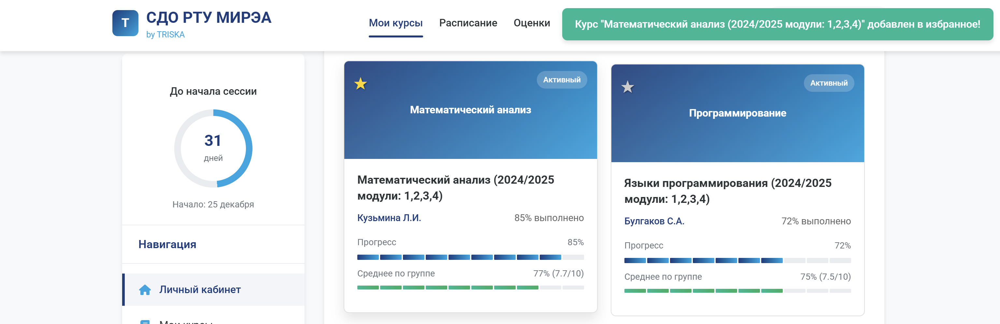 T
СДО РТУ МИРЭА
by TRISKA
Мои курсы
Расписание
Оценки
Курс "Математический анализ (2024/2025 модули: 1,2,3,4)" добавлен в избранное!
До начала сессии
31
дней
Начало: 25 декабря
Навигация
Личный кабинет
Мои курсы
Активный
Математический анализ
Математический анализ (2024/2025
модули: 1,2,3,4)
Кузьмина Л.И.
85% выполнено
Прогресс
85%
Среднее по группе
77% (7.7/10)
Активный
Программирование
Языки программирования (2024/2025
модули: 1,2,3,4)
Булгаков С.А.
72% выполнено
Прогресс
72%
Среднее по группе
75% (7.5/10)